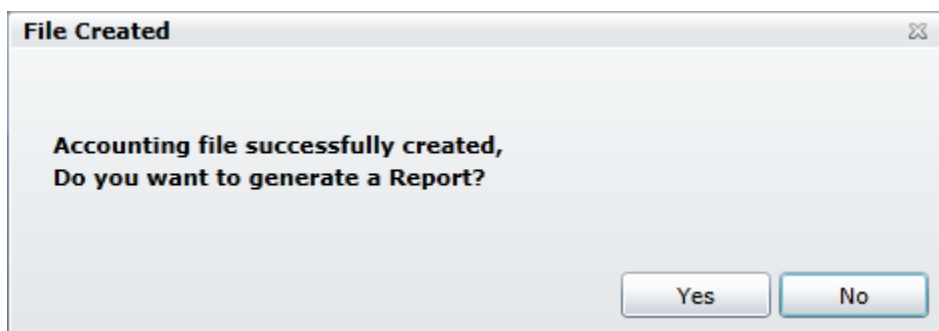 File Created
Accounting file successfully created,
Do you want to generate a Report?
Yes No